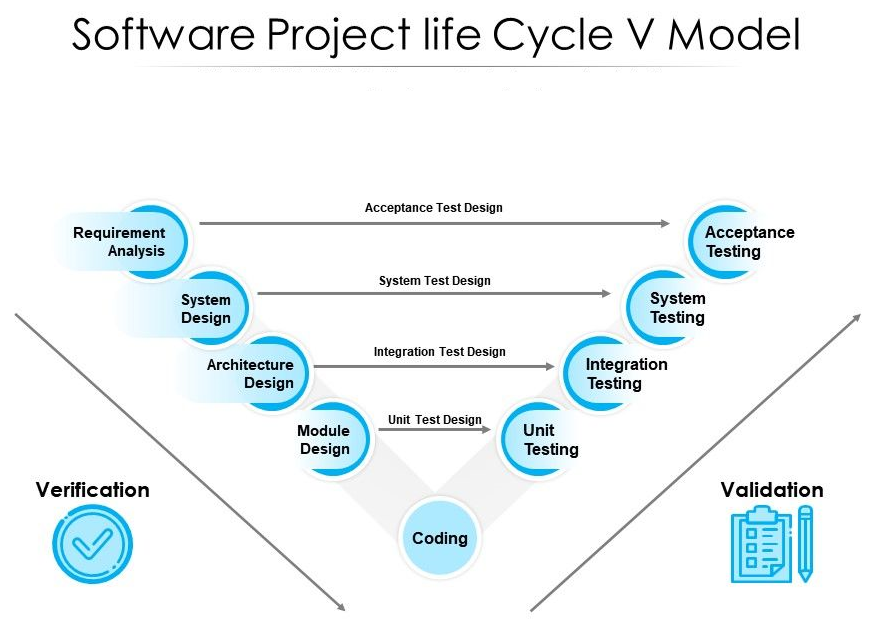 Software Project life Cycle V Model
Acceptance Test Design
Requirement
Analysis
Acceptance
Testing
System Test Design
System
Design
System
Testing
Integration Test Design
Architecture
Design
Integration
Testing
Unit Test Design
Module
Design
Unit
Testing
Verification
Validation
Coding